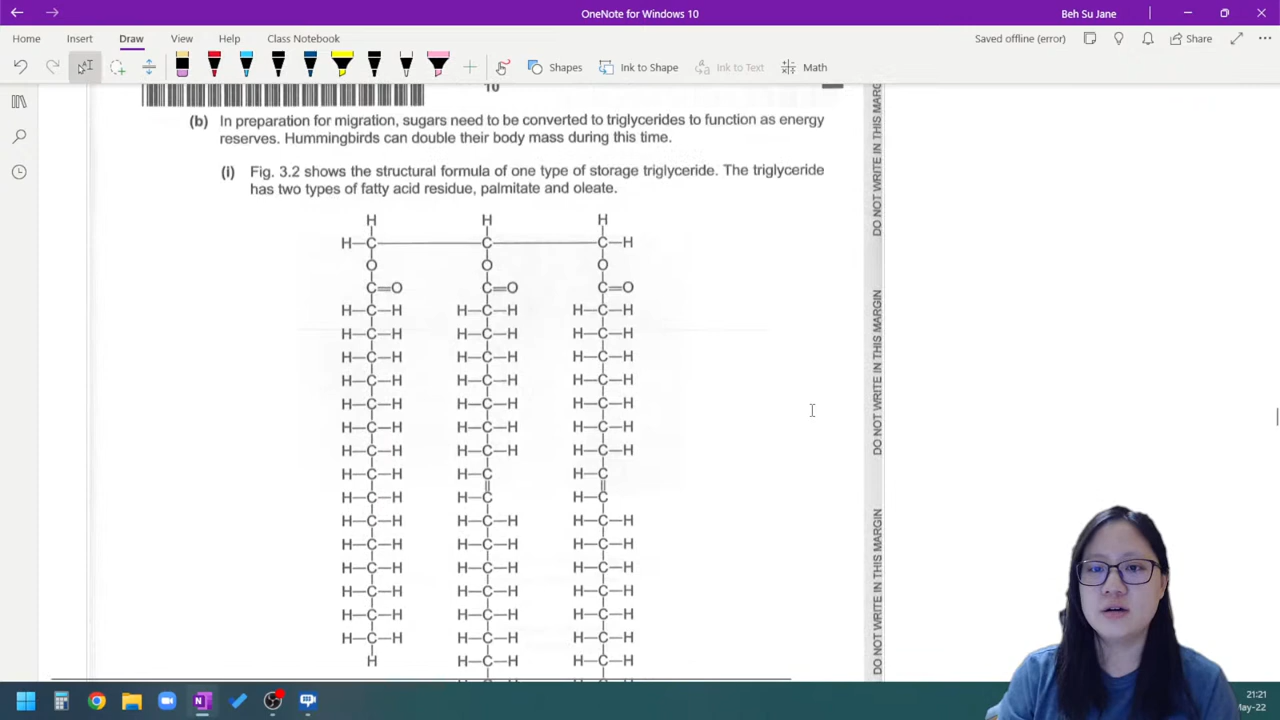 OneNote for Windows 10
Beh Su Jane
Home Insert Draw View Help Class Notebook
Saved offline (error) Share
Shapes Ink to Shape Ink to Text Math
10
(b) In preparation for migration, sugars need to be converted to triglycerides to function as energy
reserves. Hummingbirds can double their body mass during this time.
(i) Fig. 3.2 shows the structural formula of one type of storage triglyceride. The triglyceride
has two types of fatty acid residue, palmitate and oleate.
H H H
H—C C C—H
O O O
C=O C=O C=O
H—C—H H—C—H H—C—H
H—C—H H—C—H H—C—H
H—C—H H—C—H H—C—H
H—C—H H—C—H H—C—H
H—C—H H—C—H H—C—H
H—C—H H—C—H H—C—H
H—C—H H—C—H H—C—H
H—C—H H—C H—C
H—C—H H—C H—C
H—C—H H—C—H H—C—H
H—C—H H—C—H H—C—H
H—C—H H—C—H H—C—H
H—C—H H—C—H H—C—H
H—C—H H—C—H H—C—H
H—C—H H—C—H H—C—H
H H—C—H H—C—H
DO NOT WRITE IN THIS MARG
DO NOT WRITE IN THIS MARGIN
DO NOT WRITE IN THIS MARGIN
21:21
May-22